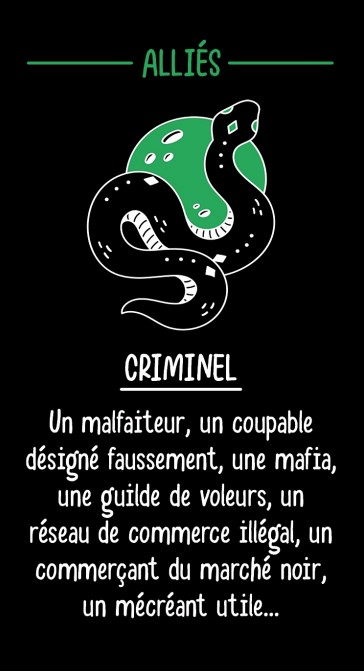 ALLIÉS
CRIMINEL
Un malfaiteur, un coupable
désigné faussement, une mafia,
une guilde de voleurs, un
réseau de commerce illégal, un
commerçant du marché noir,
un mécréant utile...